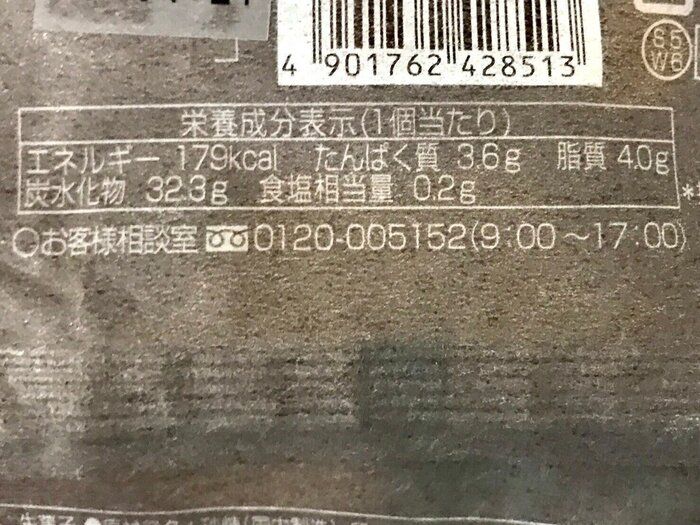 4 901762 428513
S5
W6
栄養成分表示(1個当たり)
エネルギー 179kcal たんぱく質 3.6g 脂質 4.0g
炭水化物 32.3g 食塩相当量 0.2g
○お客様相談室 0120-005152(9:00〜17:00)